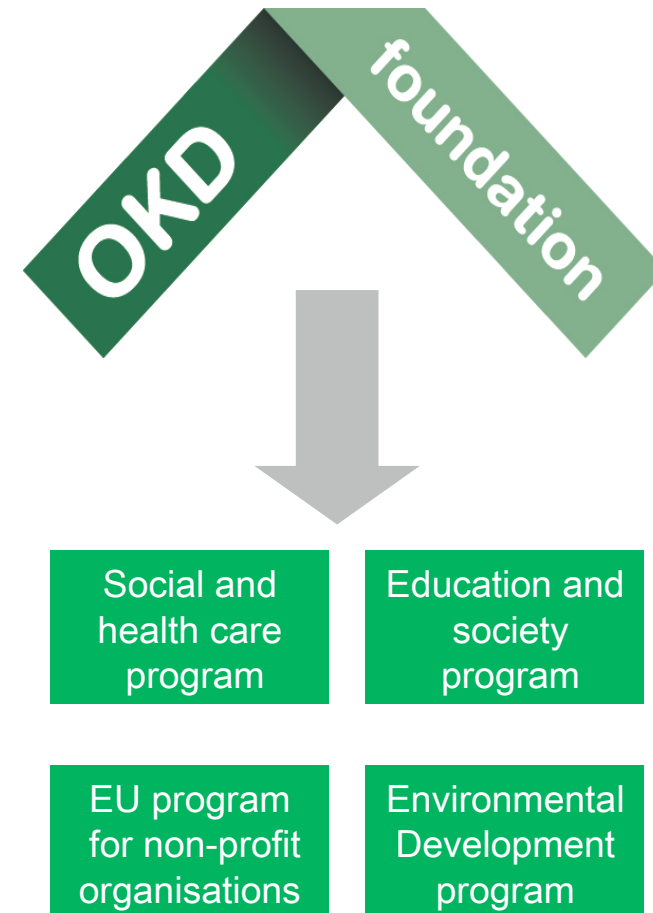 OKD
foundation
Social and
health care
program
Education and
society
program
EU program
for non-profit
organisations
Environmental
Development
program